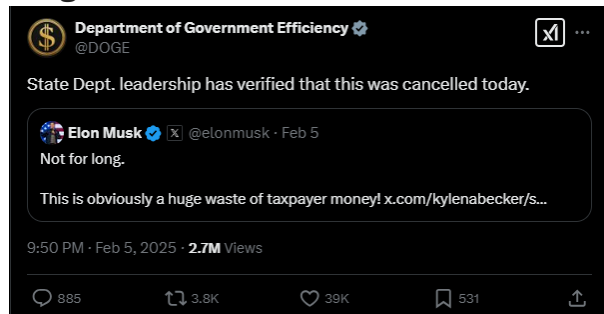 Department of Government Efficiency
@DOGE
State Dept. leadership has verified that this was cancelled today.
Elon Musk X @elonmusk · Feb 5
Not for long.
This is obviously a huge waste of taxpayer money! x.com/kylenabecker/s...
9:50 PM · Feb 5, 2025 · 2.7M Views
885 3.8K 39K 531